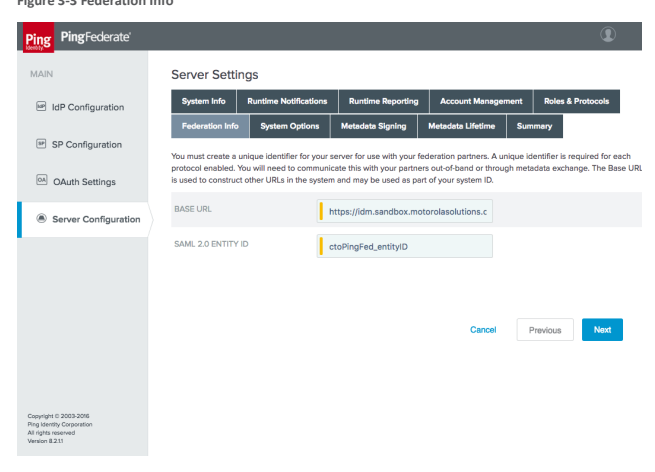 Figure 3-3 Federation Info
Ping
Identity
PingFederate®
MAIN
IdP Configuration
SP Configuration
OAuth Settings
Server Configuration
Copyright © 2003-2016
Ping Identity Corporation
All rights reserved
Version 8.2.1.1
Server Settings
System Info Runtime Notifications Runtime Reporting Account Management Roles & Protocols
Federation Info System Options Metadata Signing Metadata Lifetime Summary
You must create a unique identifier for your server for use with your federation partners. A unique identifier is required for each
protocol enabled. You will need to communicate this with your partners out-of-band or through metadata exchange. The Base URL
is used to construct other URLs in the system and may be used as part of your system ID.
BASE URL https://idm.sandbox.motorolasolutions.c
SAML 2.0 ENTITY ID ctoPingFed_entityID
Cancel Previous Next